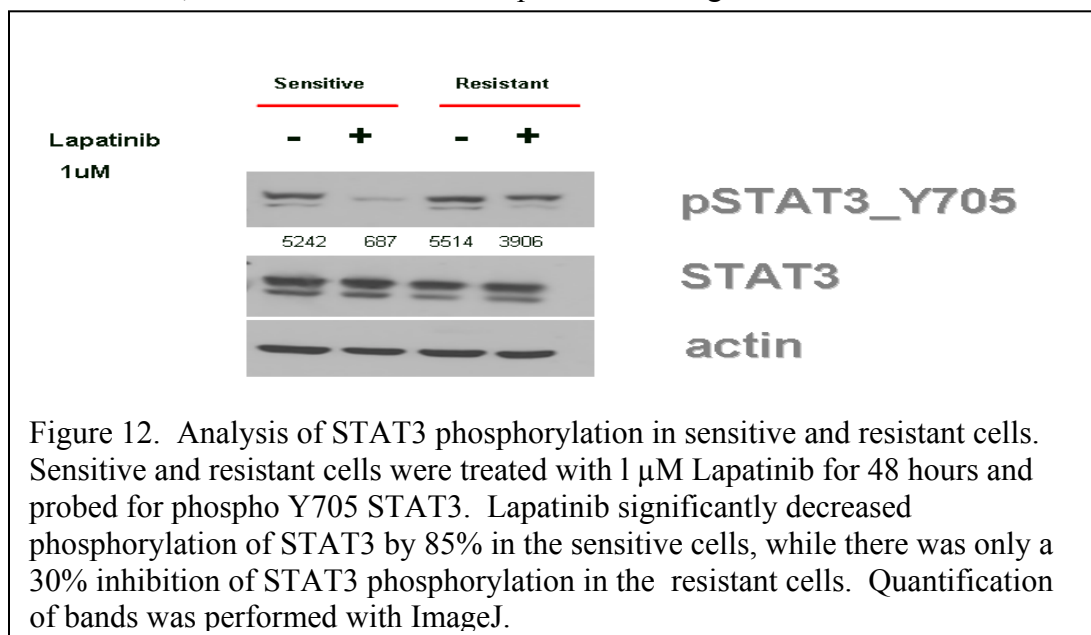 Sensitive Resistant
Lapatinib - + - +
1uM
pSTAT3_Y705
5242 687 5514 3906
STAT3
actin
Figure 12. Analysis of STAT3 phosphorylation in sensitive and resistant cells.
Sensitive and resistant cells were treated with 1 µM Lapatinib for 48 hours and
probed for phospho Y705 STAT3. Lapatinib significantly decreased
phosphorylation of STAT3 by 85% in the sensitive cells, while there was only a
30% inhibition of STAT3 phosphorylation in the resistant cells. Quantification
of bands was performed with ImageJ.